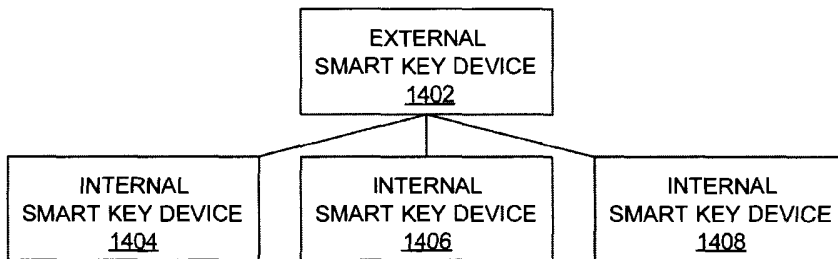 EXTERNAL
SMART KEY DEVICE
1402
INTERNAL
SMART KEY DEVICE
1404
INTERNAL
SMART KEY DEVICE
1406
INTERNAL
SMART KEY DEVICE
1408